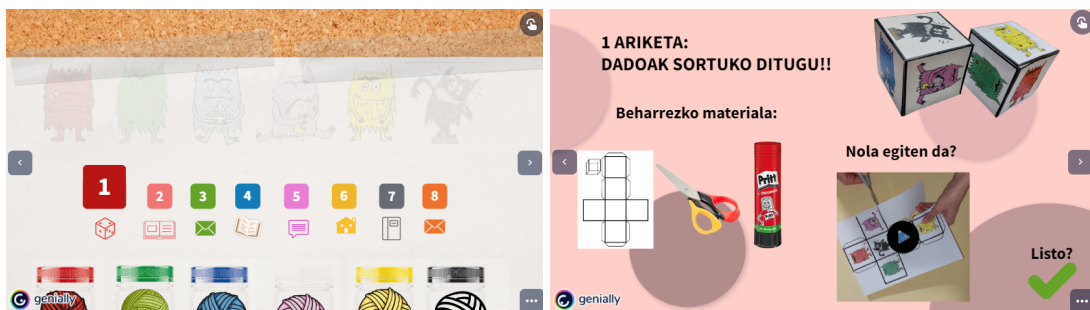 1
2
3
4
5
6
7
8
genially
1 ARIKETA:
DADOAK SORTUKO DITUGU!!
Beharrezko materiala:
Pritt
Nola egiten da?
Listo?
genially